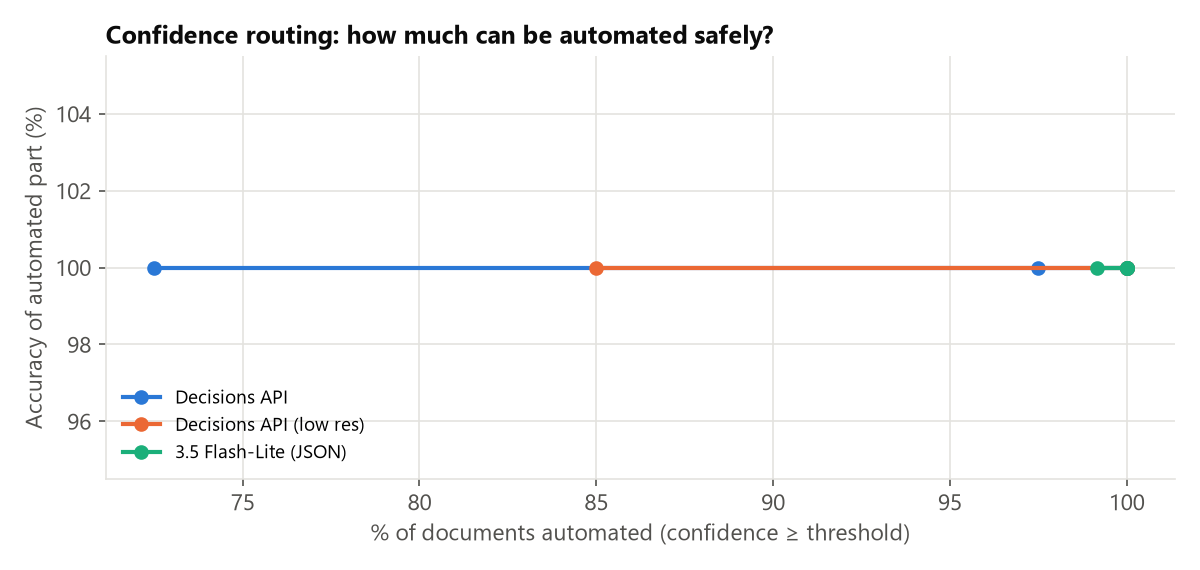 Confidence routing: how much can be automated safely?
Accuracy of automated part (%)
104
102
100
98
96
Decisions API
Decisions API (low res)
3.5 Flash-Lite (JSON)
75 80 85 90 95 100
% of documents automated (confidence ≥ threshold)